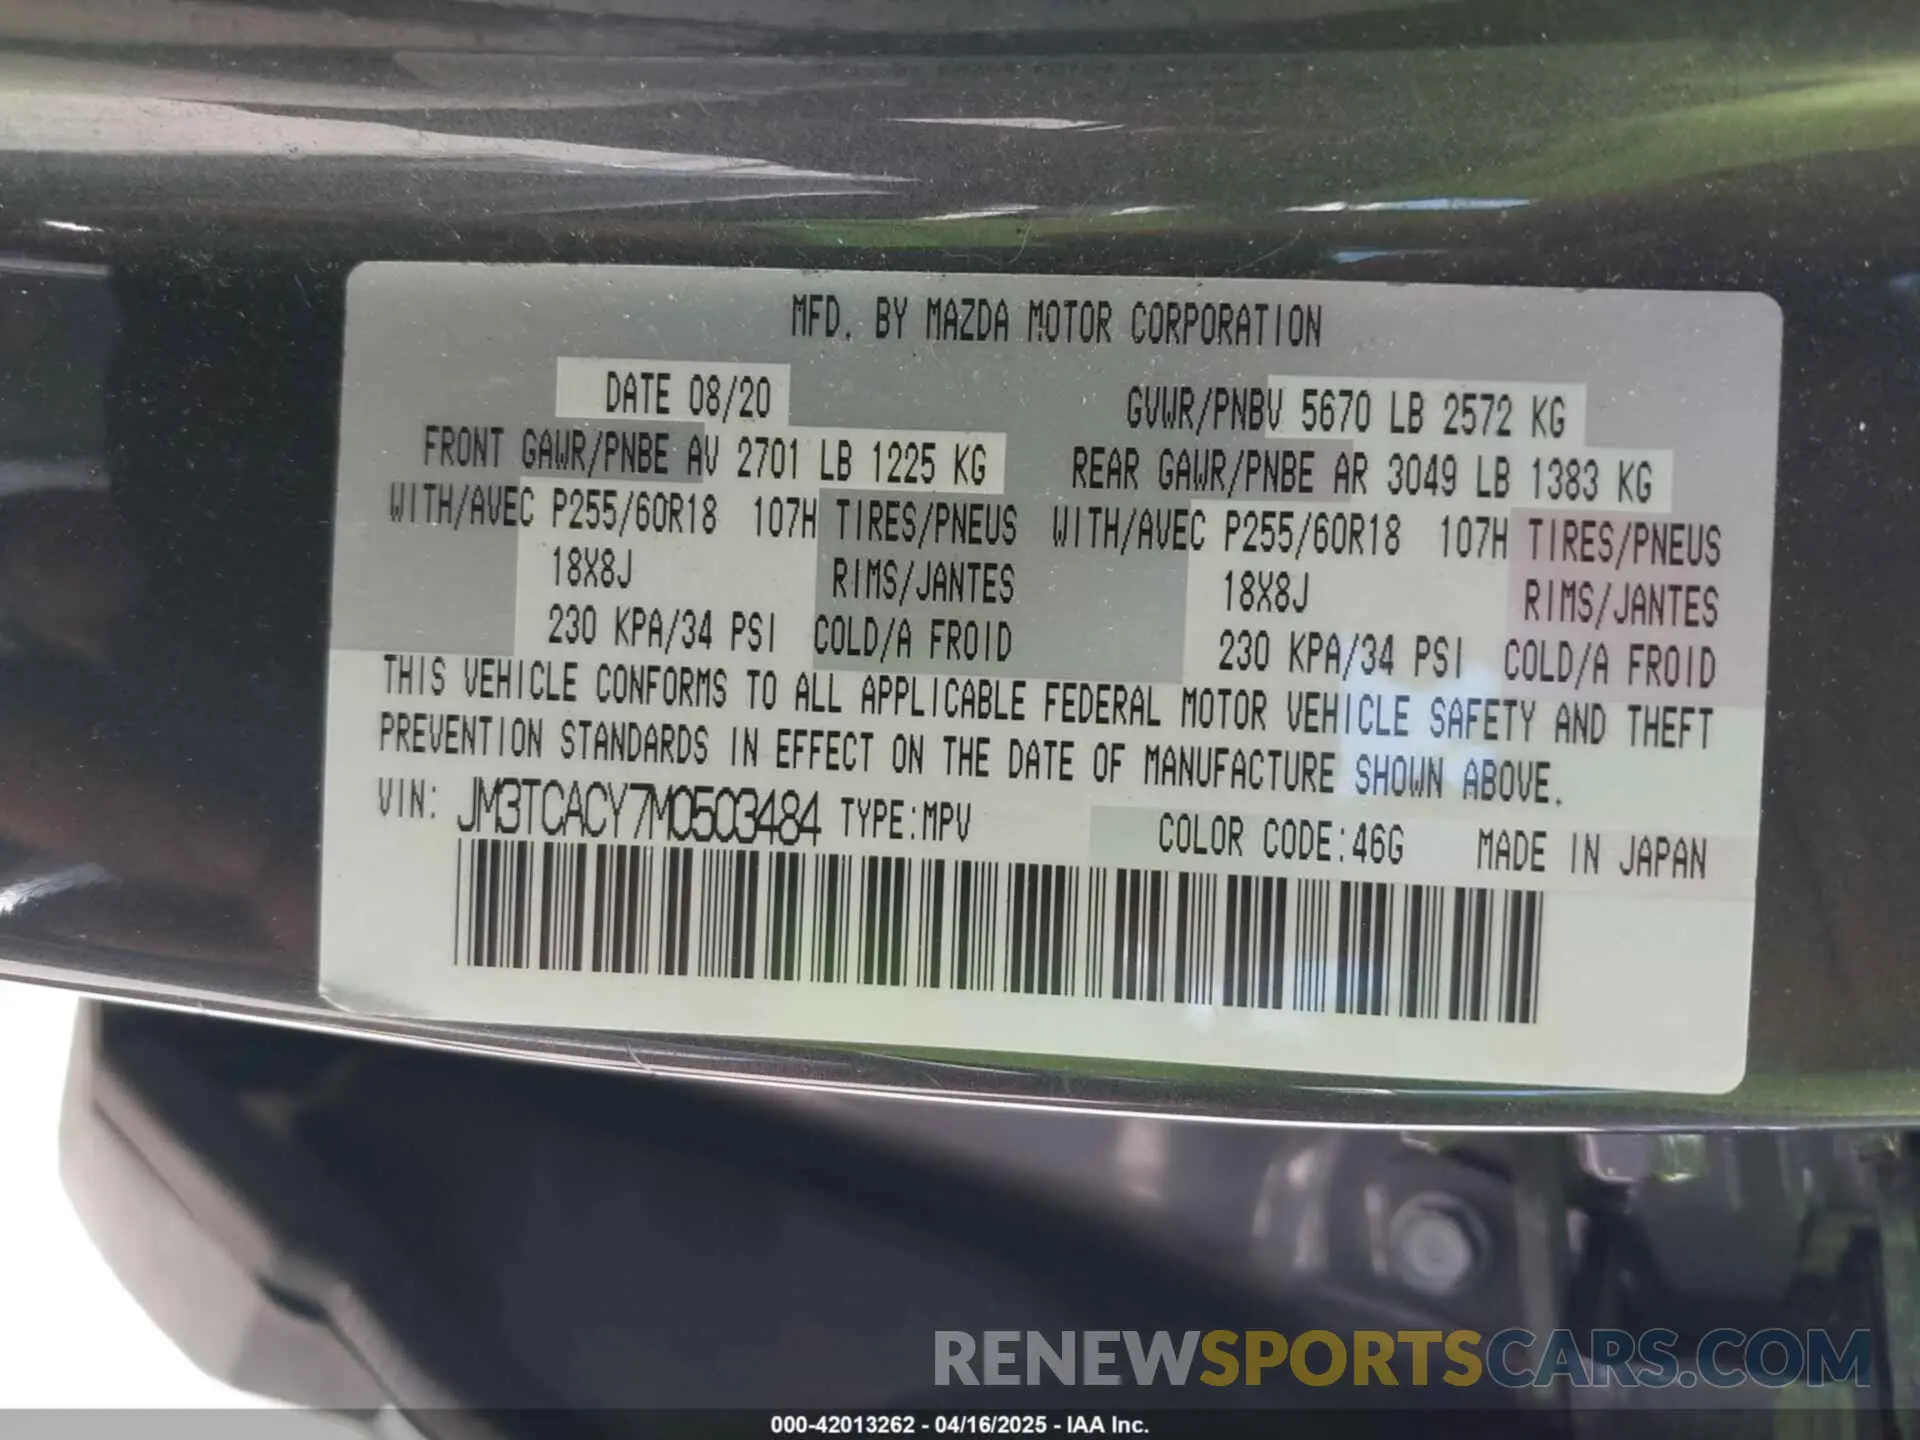 MFD. BY MAZDA MOTOR CORPORATION
DATE 08/20 GVWR/PNBV 5670 LB 2572 KG
FRONT GAWR/PNBE AV 2701 LB 1225 KG REAR GAWR/PNBE AR 3049 LB 1383 KG
WITH/AVEC P255/60R18 107H TIRES/PNEUS WITH/AVEC P255/60R18 107H TIRES/PNEUS
18X8J RIMS/JANTES 18X8J RIMS/JANTES
230 KPA/34 PSI COLD/A FROID 230 KPA/34 PSI COLD/A FROID
THIS VEHICLE CONFORMS TO ALL APPLICABLE FEDERAL MOTOR VEHICLE SAFETY AND THEFT
PREVENTION STANDARDS IN EFFECT ON THE DATE OF MANUFACTURE SHOWN ABOVE.
VIN: JM3TCACY7M0503484 TYPE:MPV COLOR CODE:46G MADE IN JAPAN
RENEWSPORTSCARS.COM
000-42013262 - 04/16/2025 - IAA Inc.